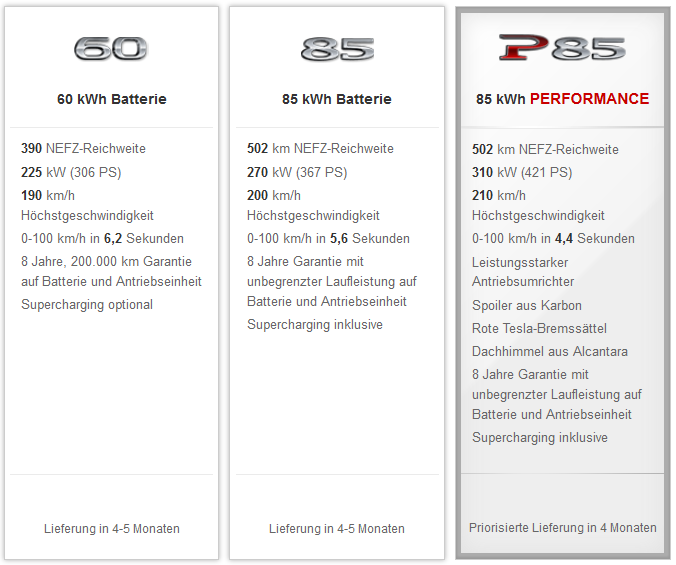 60
60 kWh Batterie
390 NEFZ-Reichweite
225 kW (306 PS)
190 km/h
Höchstgeschwindigkeit
0-100 km/h in 6,2 Sekunden
8 Jahre, 200.000 km Garantie
auf Batterie und Antriebseinheit
Supercharging optional
Lieferung in 4-5 Monaten
85
85 kWh Batterie
502 km NEFZ-Reichweite
270 kW (367 PS)
200 km/h
Höchstgeschwindigkeit
0-100 km/h in 5,6 Sekunden
8 Jahre Garantie mit
unbegrenzter Laufleistung auf
Batterie und Antriebseinheit
Supercharging inklusive
Lieferung in 4-5 Monaten
P85
85 kWh PERFORMANCE
502 km NEFZ-Reichweite
310 kW (421 PS)
210 km/h
Höchstgeschwindigkeit
0-100 km/h in 4,4 Sekunden
Leistungsstarker
Antriebsumrichter
Spoiler aus Karbon
Rote Tesla-Bremssättel
Dachhimmel aus Alcantara
8 Jahre Garantie mit
unbegrenzter Laufleistung auf
Batterie und Antriebseinheit
Supercharging inklusive
Priorisierte Lieferung in 4 Monaten